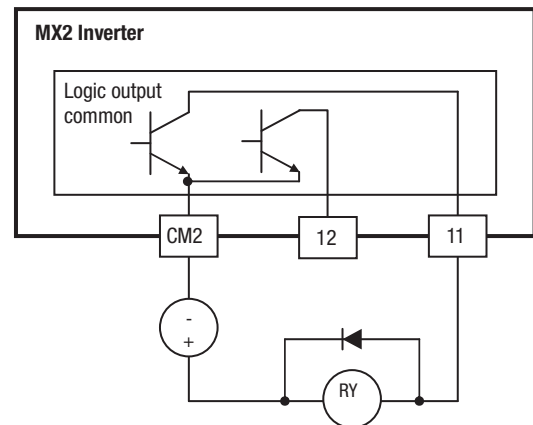 MX2 Inverter
Logic output
common
CM2
12
11
-
+
RY